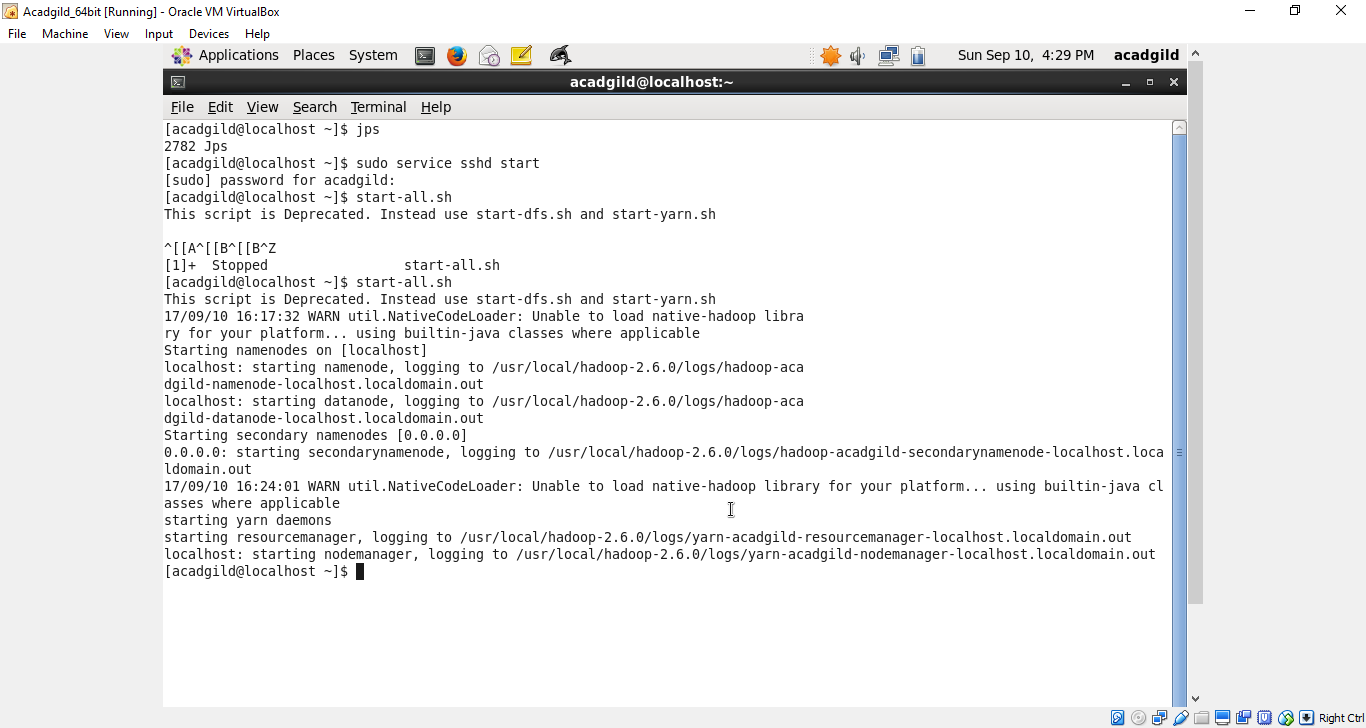 Acadgild_64bit [Running] - Oracle VM VirtualBox
File Machine View Input Devices Help
Applications Places System Sun Sep 10, 4:29 PM acadgild
acadgild@localhost:~
File Edit View Search Terminal Help
[acadgild@localhost ~]$ jps
2782 Jps
[acadgild@localhost ~]$ sudo service sshd start
[sudo] password for acadgild:
[acadgild@localhost ~]$ start-all.sh
This script is Deprecated. Instead use start-dfs.sh and start-yarn.sh
^[[A^[[B^[[B^Z
[1]+  Stopped                 start-all.sh
[acadgild@localhost ~]$ start-all.sh
This script is Deprecated. Instead use start-dfs.sh and start-yarn.sh
17/09/10 16:17:32 WARN util.NativeCodeLoader: Unable to load native-hadoop libra
ry for your platform... using builtin-java classes where applicable
Starting namenodes on [localhost]
localhost: starting namenode, logging to /usr/local/hadoop-2.6.0/logs/hadoop-aca
dgild-namenode-localhost.localdomain.out
localhost: starting datanode, logging to /usr/local/hadoop-2.6.0/logs/hadoop-aca
dgild-datanode-localhost.localdomain.out
Starting secondary namenodes [0.0.0.0]
0.0.0.0: starting secondarynamenode, logging to /usr/local/hadoop-2.6.0/logs/hadoop-acadgild-secondarynamenode-localhost.loca
ldomain.out
17/09/10 16:24:01 WARN util.NativeCodeLoader: Unable to load native-hadoop library for your platform... using builtin-java cl
asses where applicable
starting yarn daemons
starting resourcemanager, logging to /usr/local/hadoop-2.6.0/logs/yarn-acadgild-resourcemanager-localhost.localdomain.out
localhost: starting nodemanager, logging to /usr/local/hadoop-2.6.0/logs/yarn-acadgild-nodemanager-localhost.localdomain.out
[acadgild@localhost ~]$
Right Ctrl